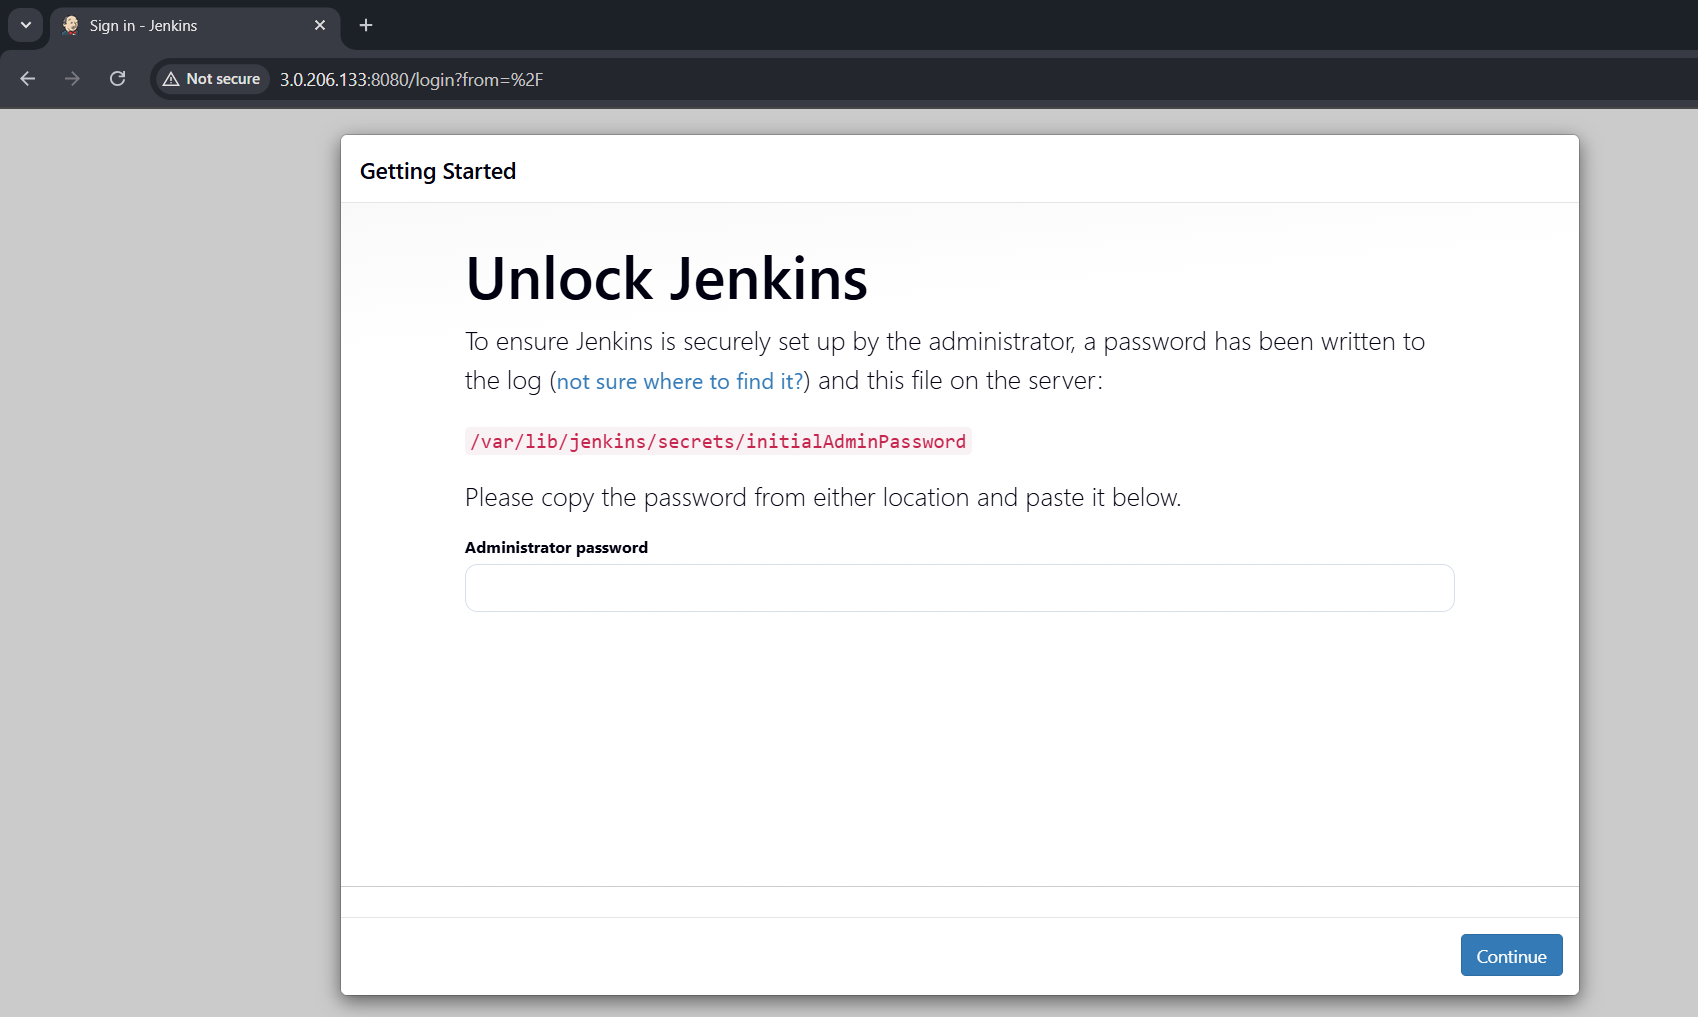 Sign in - Jenkins
Not secure 3.0.206.133:8080/login?from=%2F
Getting Started
Unlock Jenkins
To ensure Jenkins is securely set up by the administrator, a password has been written to
the log (not sure where to find it?) and this file on the server:
/var/lib/jenkins/secrets/initialAdminPassword
Please copy the password from either location and paste it below.
Administrator password
Continue